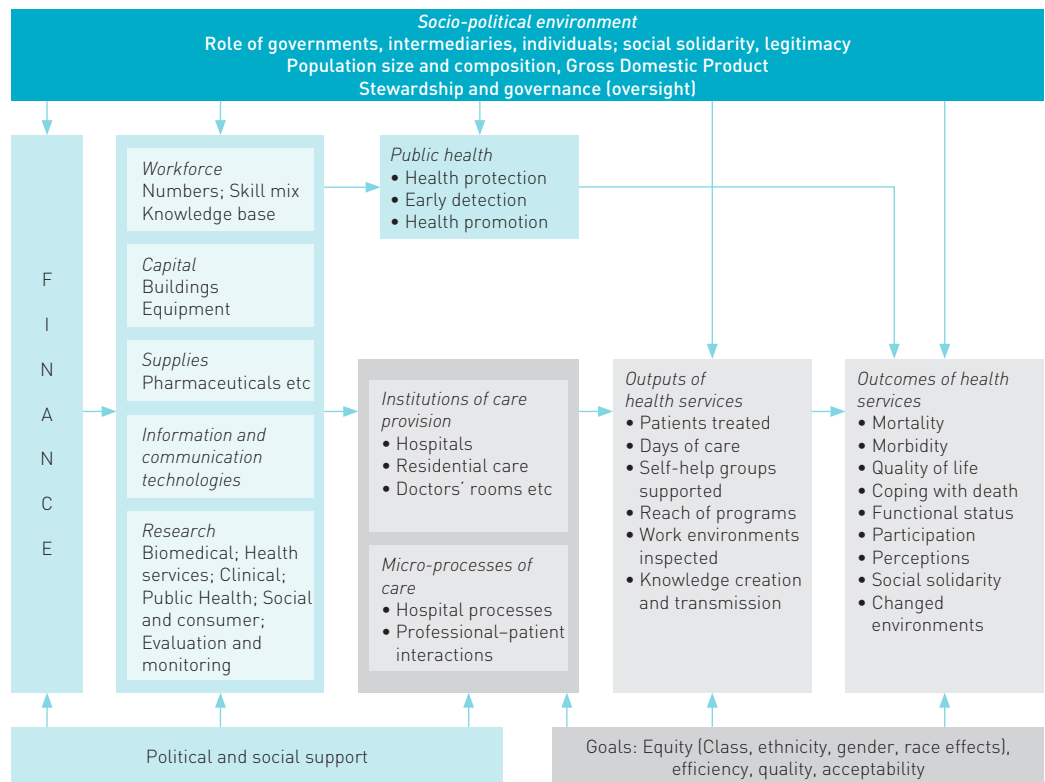 Socio-political environment
Role of governments, intermediaries, individuals; social solidarity, legitimacy
Population size and composition, Gross Domestic Product
Stewardship and governance (oversight)
F
I
N
A
N
C
E
Workforce
Numbers; Skill mix
Knowledge base
Capital
Buildings
Equipment
Supplies
Pharmaceuticals etc
Information and
communication
technologies
Research
Biomedical; Health
services; Clinical;
Public Health; Social
and consumer;
Evaluation and
monitoring
Public health
• Health protection
• Early detection
• Health promotion
Institutions of care
provision
• Hospitals
• Residential care
• Doctors’ rooms etc
Micro-processes of
care
• Hospital processes
• Professional–patient
interactions
Outputs of
health services
• Patients treated
• Days of care
• Self-help groups
supported
• Reach of programs
• Work environments
inspected
• Knowledge creation
and transmission
Outcomes of health
services
• Mortality
• Morbidity
• Quality of life
• Coping with death
• Functional status
• Participation
• Perceptions
• Social solidarity
• Changed
environments
Political and social support
Goals: Equity (Class, ethnicity, gender, race effects),
efficiency, quality, acceptability